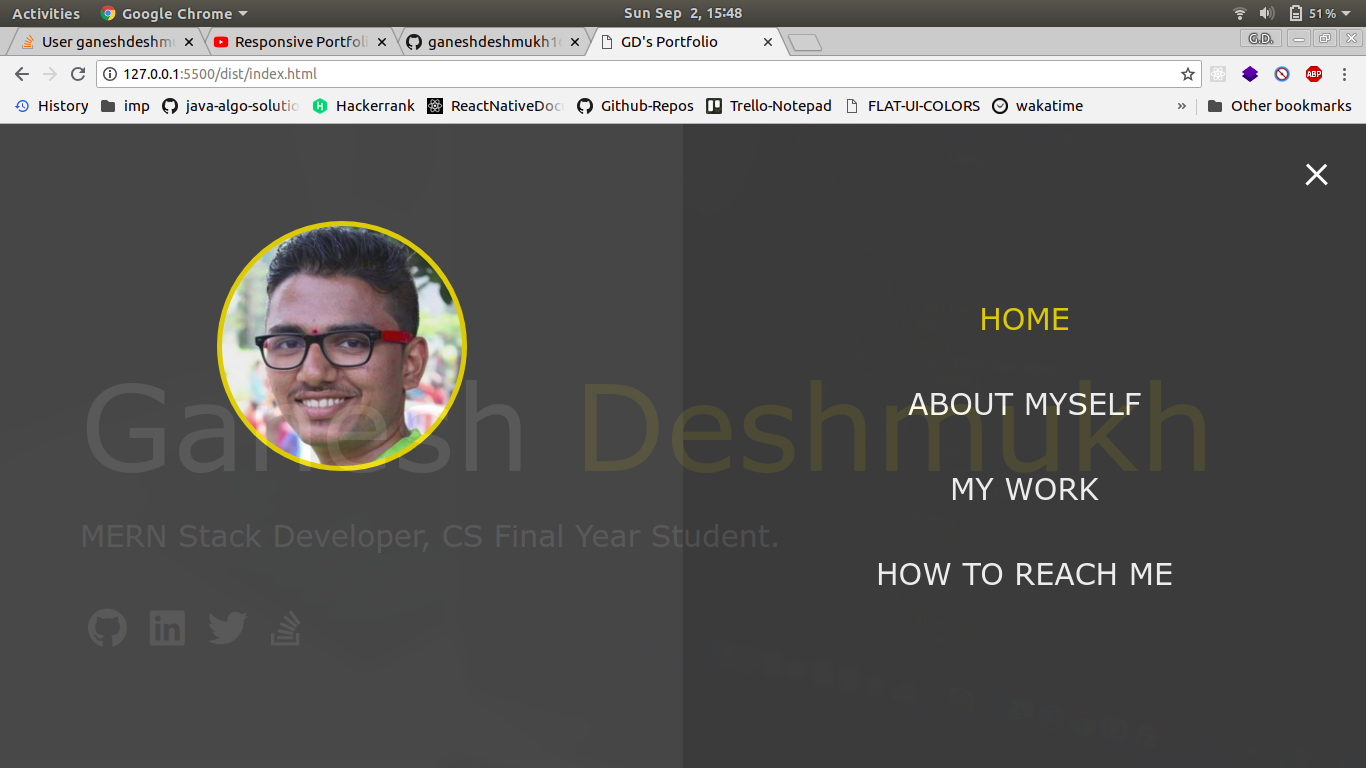 Activities Google Chrome Sun Sep 2, 15:48 51%
User ganeshdeshm Responsive Portfoli ganeshdeshmukh1 GD's Portfolio G.D.
127.0.0.1:5500/dist/index.html ABP
History imp java-algo-solutio Hackerrank ReactNativeDoc Github-Repos Trello-Notepad FLAT-UI-COLORS wakatime » Other bookmarks
HOME
ABOUT MYSELF
Ganesh Deshmukh
MY WORK
MERN Stack Developer, CS Final Year Student.
HOW TO REACH ME
in